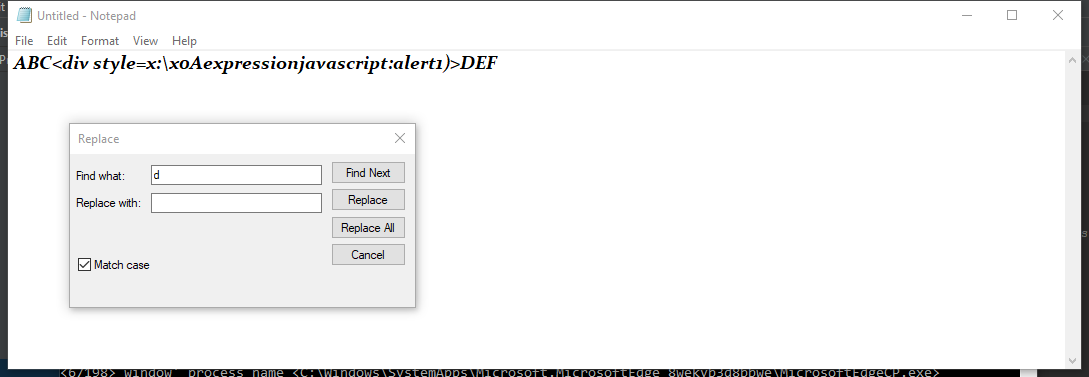 Untitled - Notepad
File Edit Format View Help
ABC<div style=x:\x0Aexpressionjavascript:alert1)>DEF
Replace
Find what: d Find Next
Replace with: Replace
Replace All
Cancel
Match case
<6/198> window' process name <C:\Windows\SystemApps\Microsoft.MicrosoftEdge_8wekyb3d8bbwe\MicrosoftEdgeCP.exe>